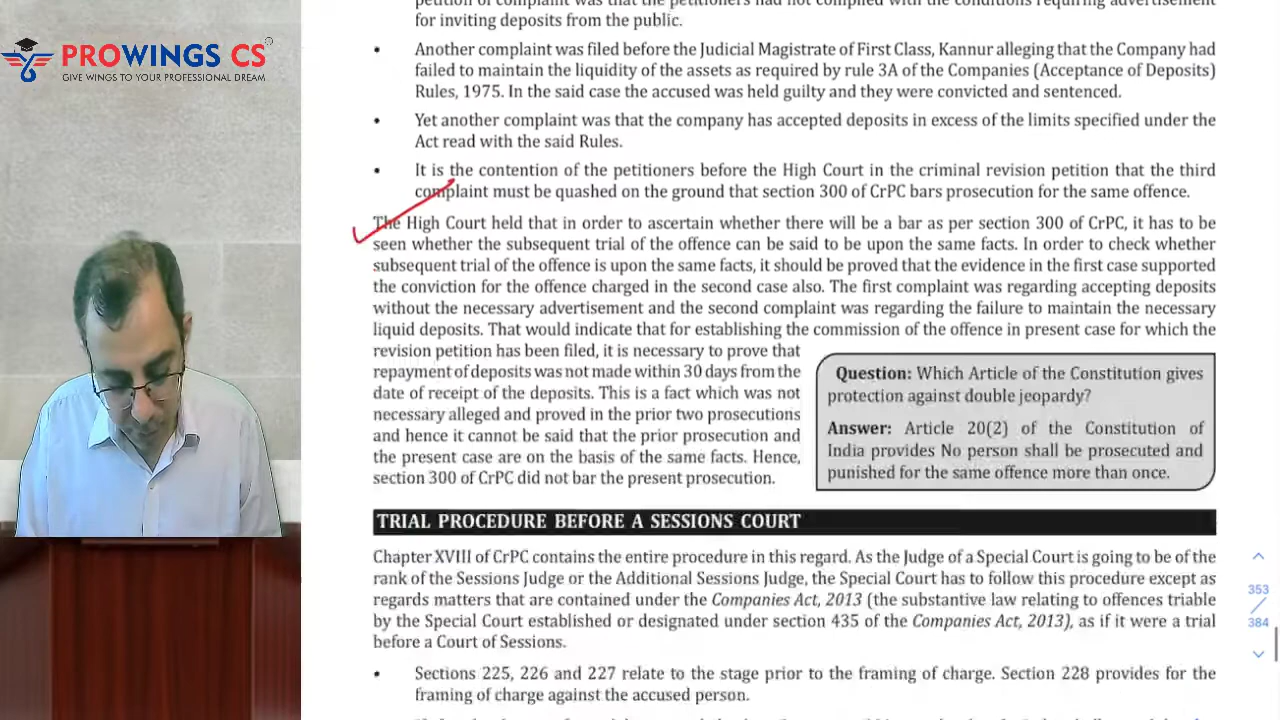 PROWINGS CS
GIVE WINGS TO YOUR PROFESSIONAL DREAM
petition of complaint was that the petitioners had not complied with the conditions requiring advertisement
for inviting deposits from the public.
• Another complaint was filed before the Judicial Magistrate of First Class, Kannur alleging that the Company had
failed to maintain the liquidity of the assets as required by rule 3A of the Companies (Acceptance of Deposits)
Rules, 1975. In the said case the accused was held guilty and they were convicted and sentenced.
• Yet another complaint was that the company has accepted deposits in excess of the limits specified under the
Act read with the said Rules.
• It is the contention of the petitioners before the High Court in the criminal revision petition that the third
complaint must be quashed on the ground that section 300 of CrPC bars prosecution for the same offence.
The High Court held that in order to ascertain whether there will be a bar as per section 300 of CrPC, it has to be
seen whether the subsequent trial of the offence can be said to be upon the same facts. In order to check whether
subsequent trial of the offence is upon the same facts, it should be proved that the evidence in the first case supported
the conviction for the offence charged in the second case also. The first complaint was regarding accepting deposits
without the necessary advertisement and the second complaint was regarding the failure to maintain the necessary
liquid deposits. That would indicate that for establishing the commission of the offence in present case for which the
revision petition has been filed, it is necessary to prove that
repayment of deposits was not made within 30 days from the
date of receipt of the deposits. This is a fact which was not
necessary alleged and proved in the prior two prosecutions
and hence it cannot be said that the prior prosecution and
the present case are on the basis of the same facts. Hence,
section 300 of CrPC did not bar the present prosecution.
Question: Which Article of the Constitution gives
protection against double jeopardy?
Answer: Article 20(2) of the Constitution of
India provides No person shall be prosecuted and
punished for the same offence more than once.
TRIAL PROCEDURE BEFORE A SESSIONS COURT
Chapter XVIII of CrPC contains the entire procedure in this regard. As the Judge of a Special Court is going to be of the
rank of the Sessions Judge or the Additional Sessions Judge, the Special Court has to follow this procedure except as
regards matters that are contained under the Companies Act, 2013 (the substantive law relating to offences triable
by the Special Court established or designated under section 435 of the Companies Act, 2013), as if it were a trial
before a Court of Sessions.
• Sections 225, 226 and 227 relate to the stage prior to the framing of charge. Section 228 provides for the
framing of charge against the accused person.
353
384